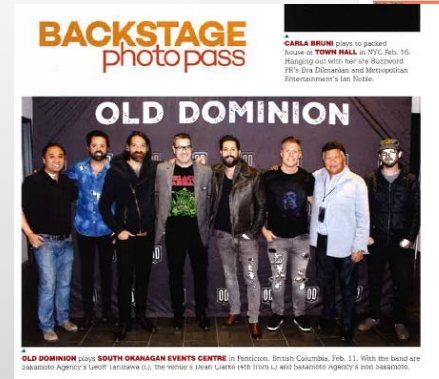 BACKSTAGE
photo pass
CARLA BRUNI plays to packed
house at TOWN HALL in NYC Feb. 16.
Hanging out with her are Buzzword
PR's Era Dilmanian and Metropolitan
Entertainment's Ian Noble.
OLD DOMINION
OLD DOMINION plays SOUTH OKANAGAN EVENTS CENTRE in Penticton, British Columbia, Feb. 11. With the band are
Sakamoto Agency's Geoff (L), the venue's Dean Clarke (4th from L) and Sakamoto Agency's Ron Sakamoto.